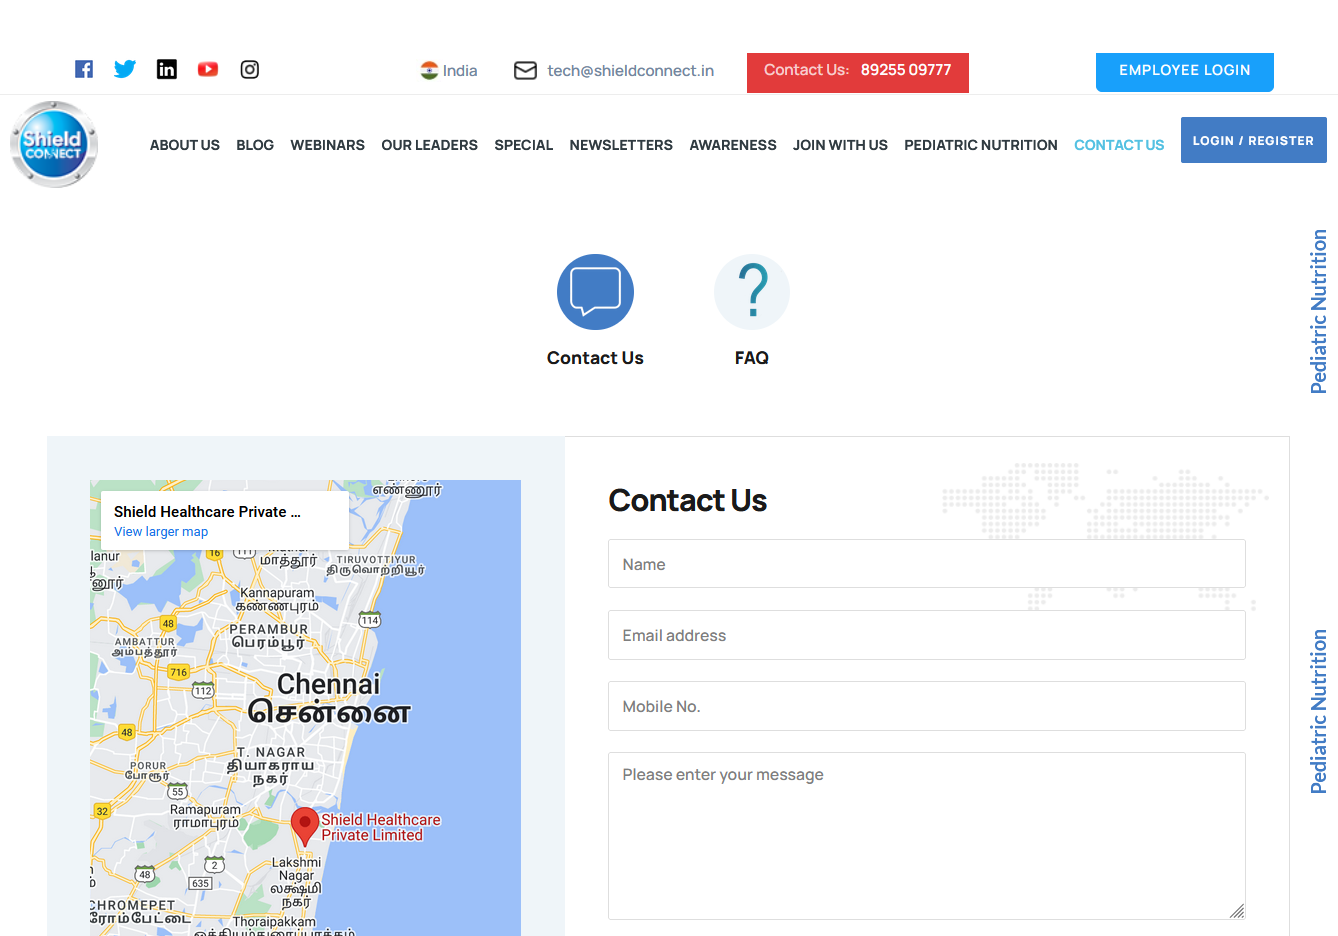 India
tech@shieldconnect.in
Contact Us: 89255 09777
EMPLOYEE LOGIN
Shield
CONNECT
ABOUT US
BLOG
WEBINARS
OUR LEADERS
SPECIAL
NEWSLETTERS
AWARENESS
JOIN WITH US
PEDIATRIC NUTRITION
CONTACT US
LOGIN / REGISTER
Pediatric Nutrition
Contact Us
FAQ
Shield Healthcare Private ...
View larger map
எண்ணூர்
16
111
மாத்தூர்
TIRUVOTTIYUR
திருவொற்றியூர்
Kannapuram
கண்ணபுரம்
114
48
PERAMBUR
பெரம்பூர்
AMBATTUR
அம்பத்தூர்
716
112
Chennai
சென்னை
48
T. NAGAR
தியாகராய
நகர்
PORUR
போரூர்
55
32
Ramapuram
ராமாபுரம்
Shield Healthcare
Private Limited
Lakshmi
Nagar
லக்ஷ்மி
நகர்
2
48
635
CHROMEPET
Thoraipakkam
Contact Us
Name
Email address
Mobile No.
Please enter your message
Pediatric Nutrition